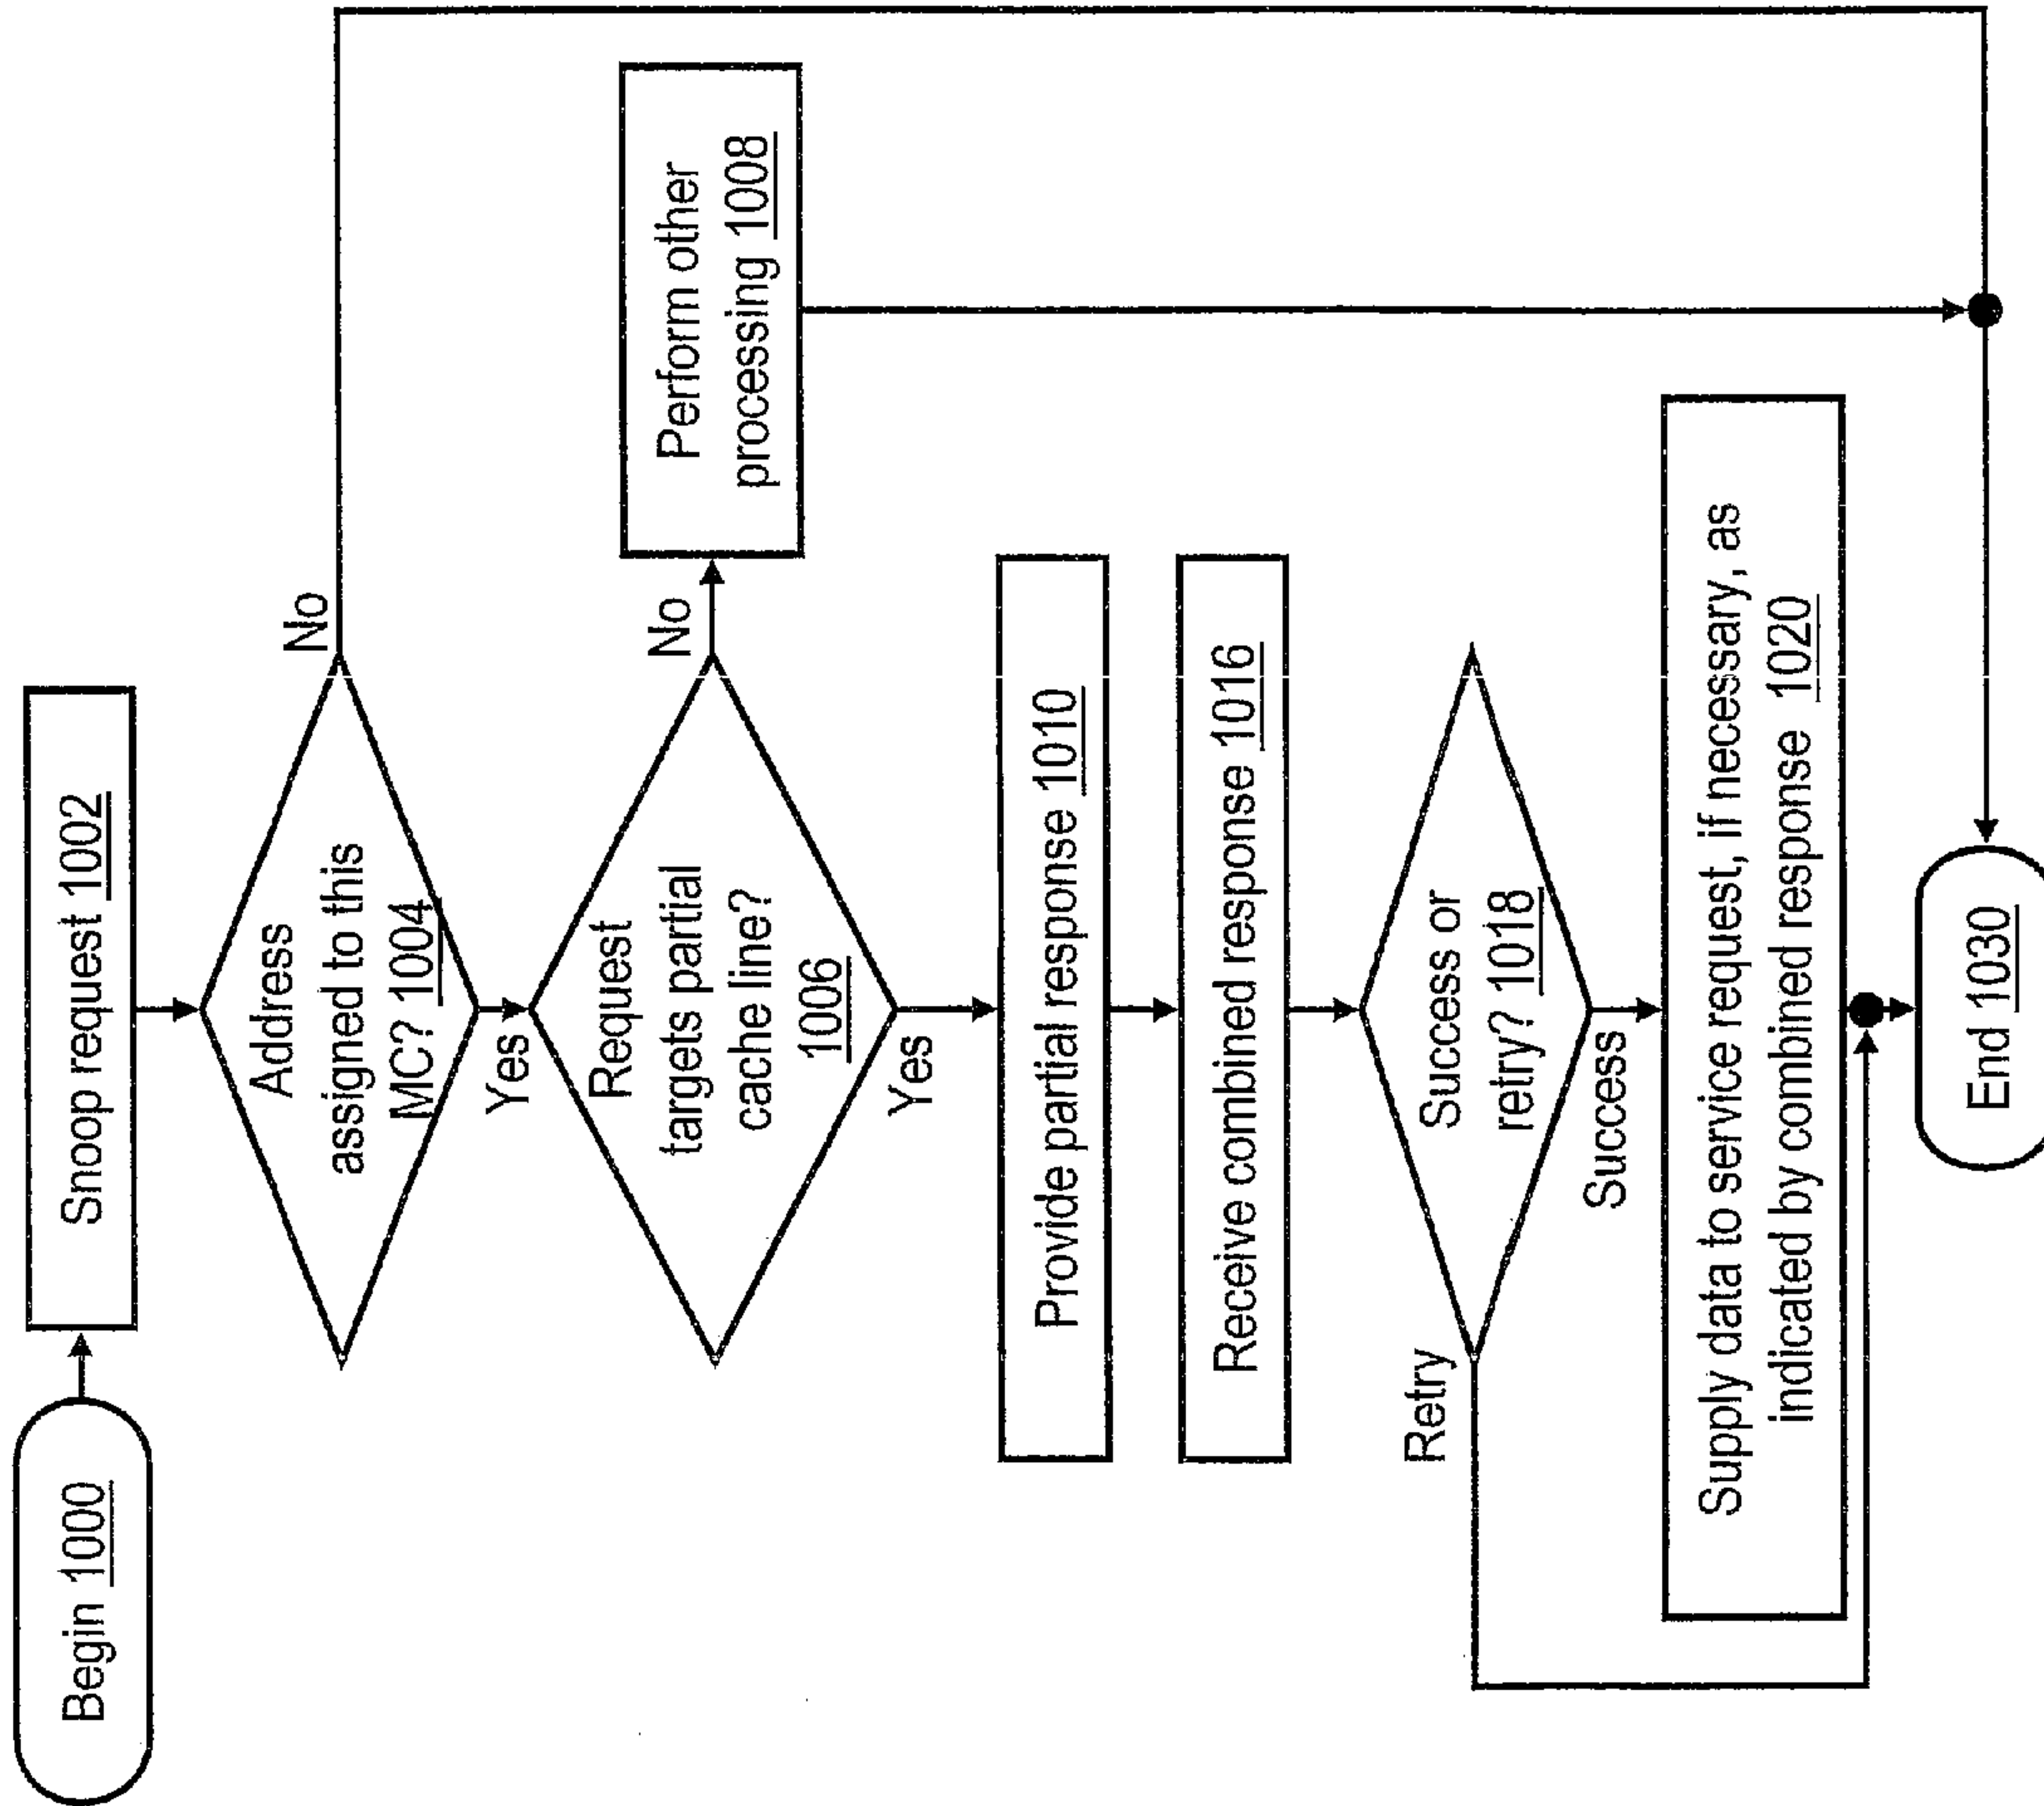 Begin 1000
Snoop request 1002
Address
assigned to this
MC? 1004
No
Yes
Request
targets partial
cache line?
1006
No
Perform other
processing 1008
Yes
Provide partial response 1010
Receive combined response 1016
Success or
retry? 1018
Retry
Success
Supply data to service request, if necessary, as
indicated by combined response 1020
End 1030